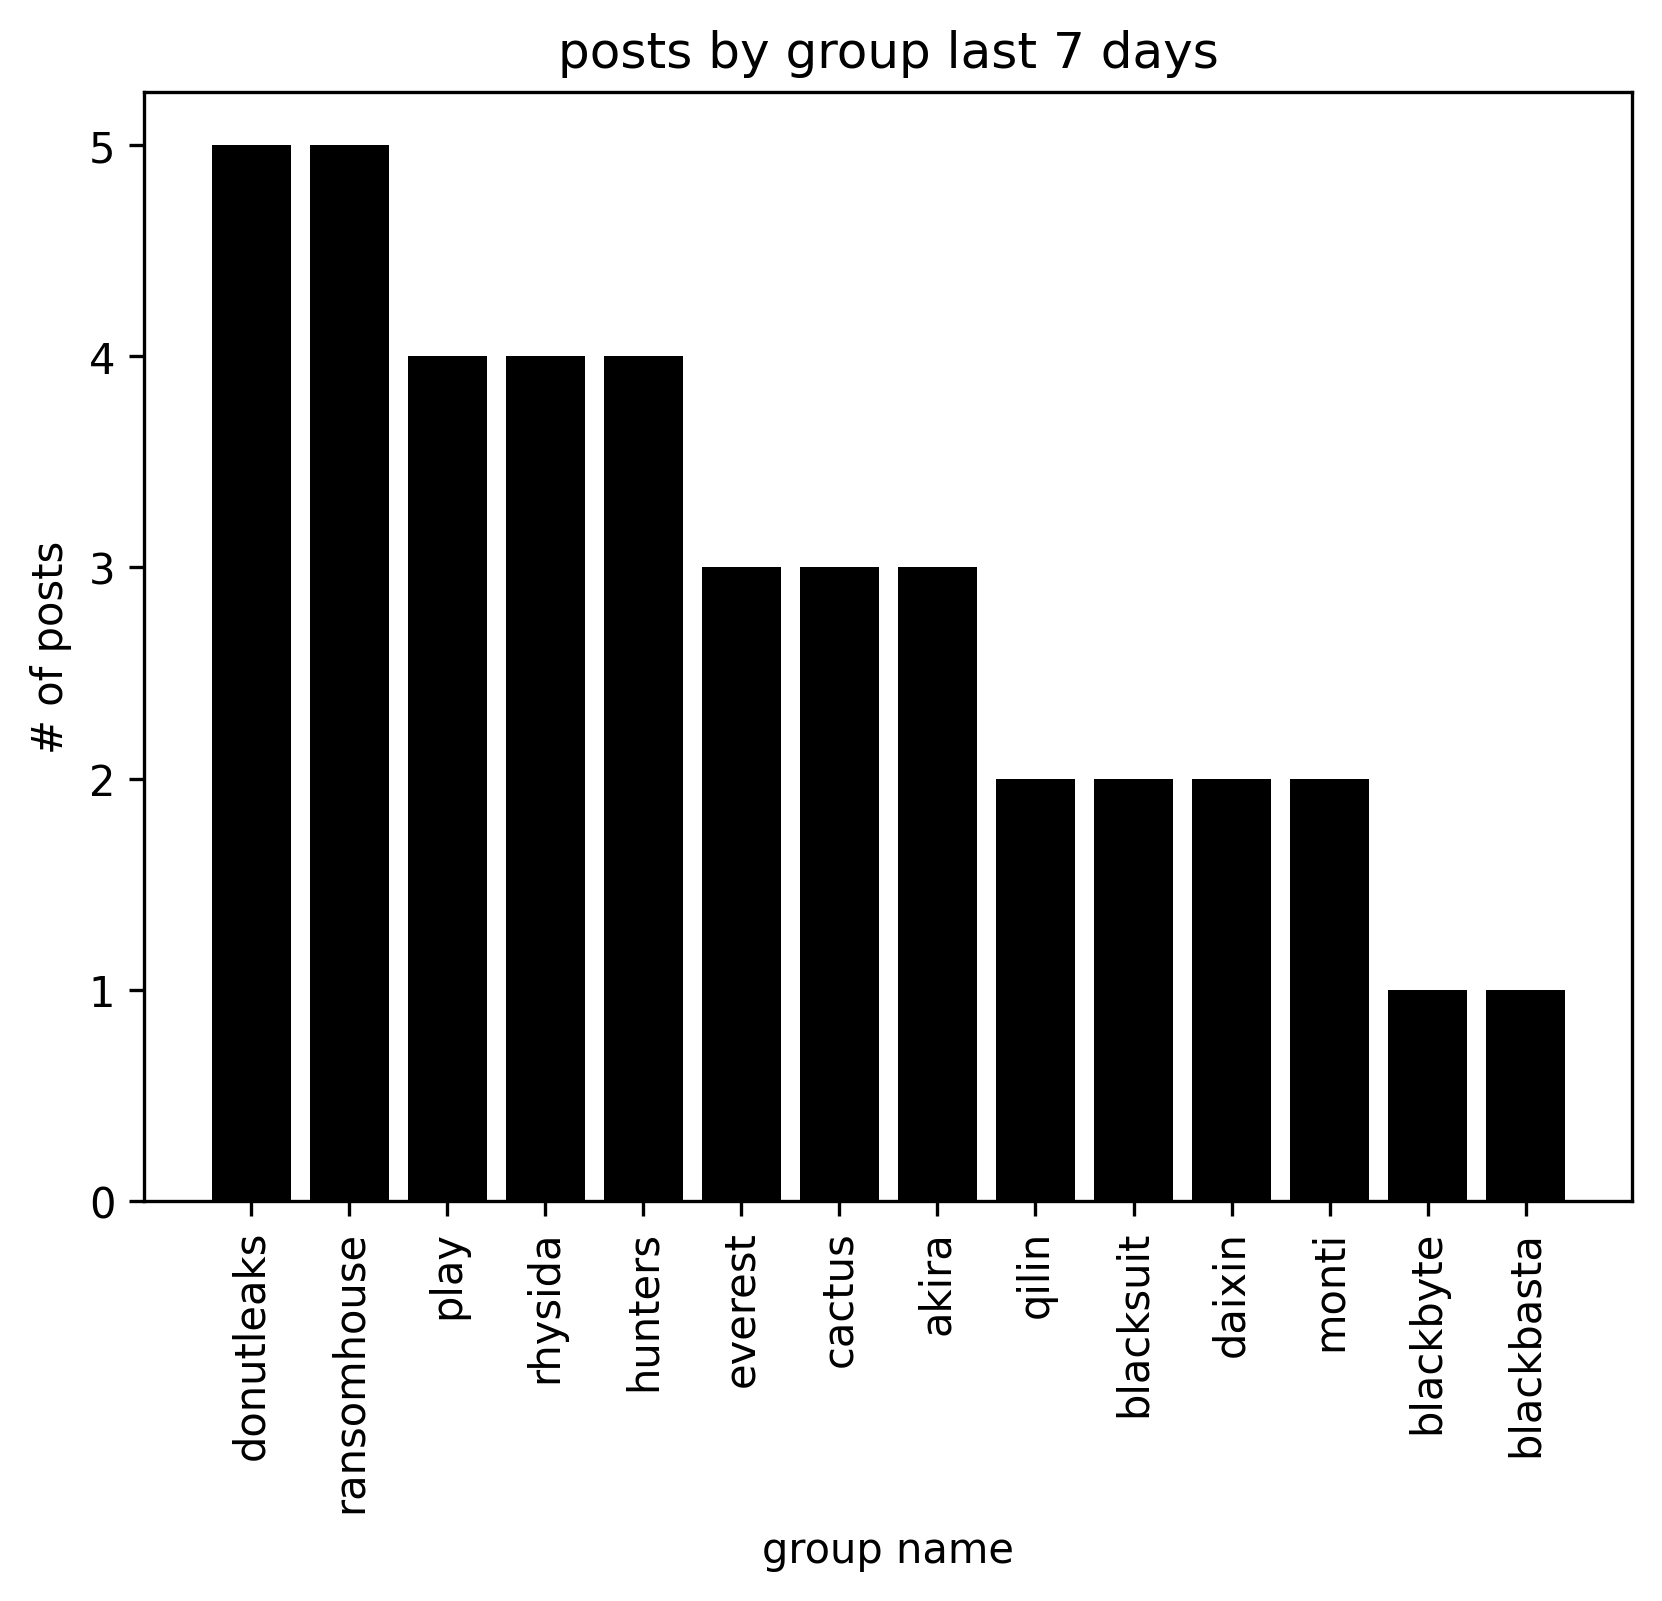 posts by group last 7 days
# of posts
5
4
3
2
1
0
donutleaks
ransomhouse
play
rhysida
hunters
everest
cactus
akira
qilin
blacksuit
daixin
monti
blackbyte
blackbasta
group name